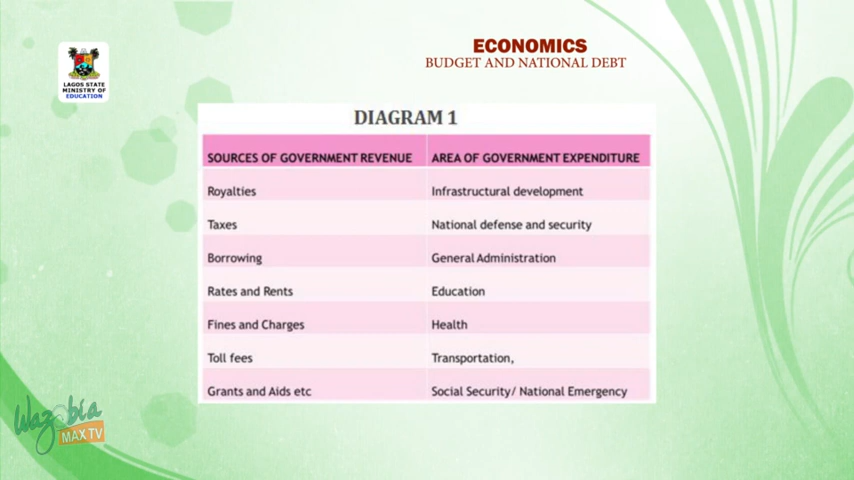 LAGOS STATE
MINISTRY OF
EDUCATION
ECONOMICS
BUDGET AND NATIONAL DEBT
DIAGRAM 1
SOURCES OF GOVERNMENT REVENUE AREA OF GOVERNMENT EXPENDITURE
Royalties Infrastructural development
Taxes National defense and security
Borrowing General Administration
Rates and Rents Education
Fines and Charges Health
Toll fees Transportation,
Grants and Aids etc Social Security/ National Emergency
Wazobia
MAX TV